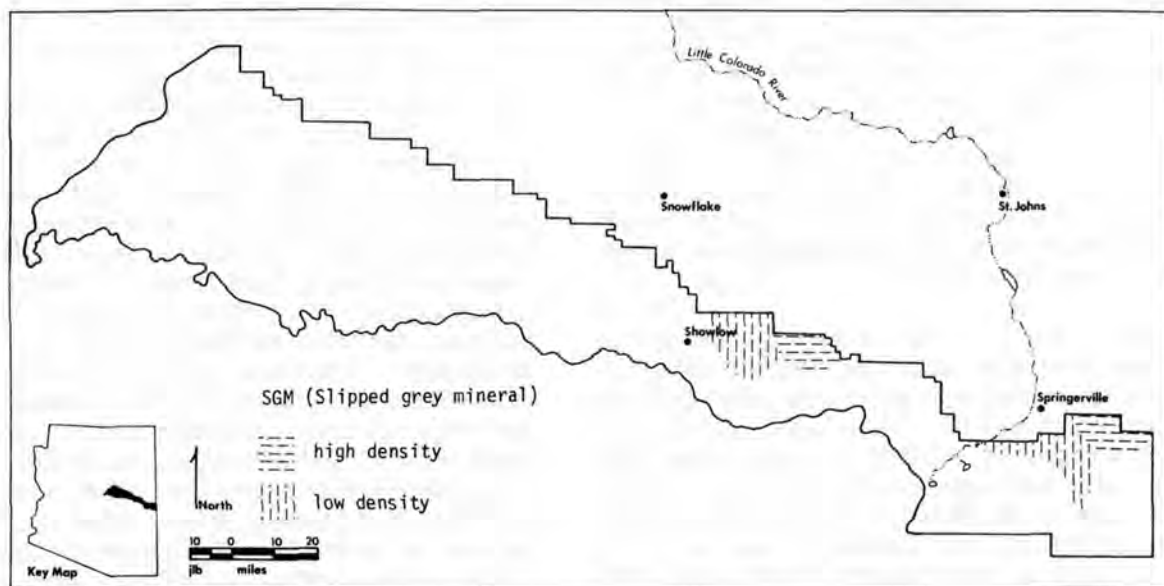 Little Colorado River
Snowflake
St. Johns
Showlow
SGM (Slipped grey mineral)
Springerville
high density
low density
North
10 0 10 20
jlb miles
Key Map